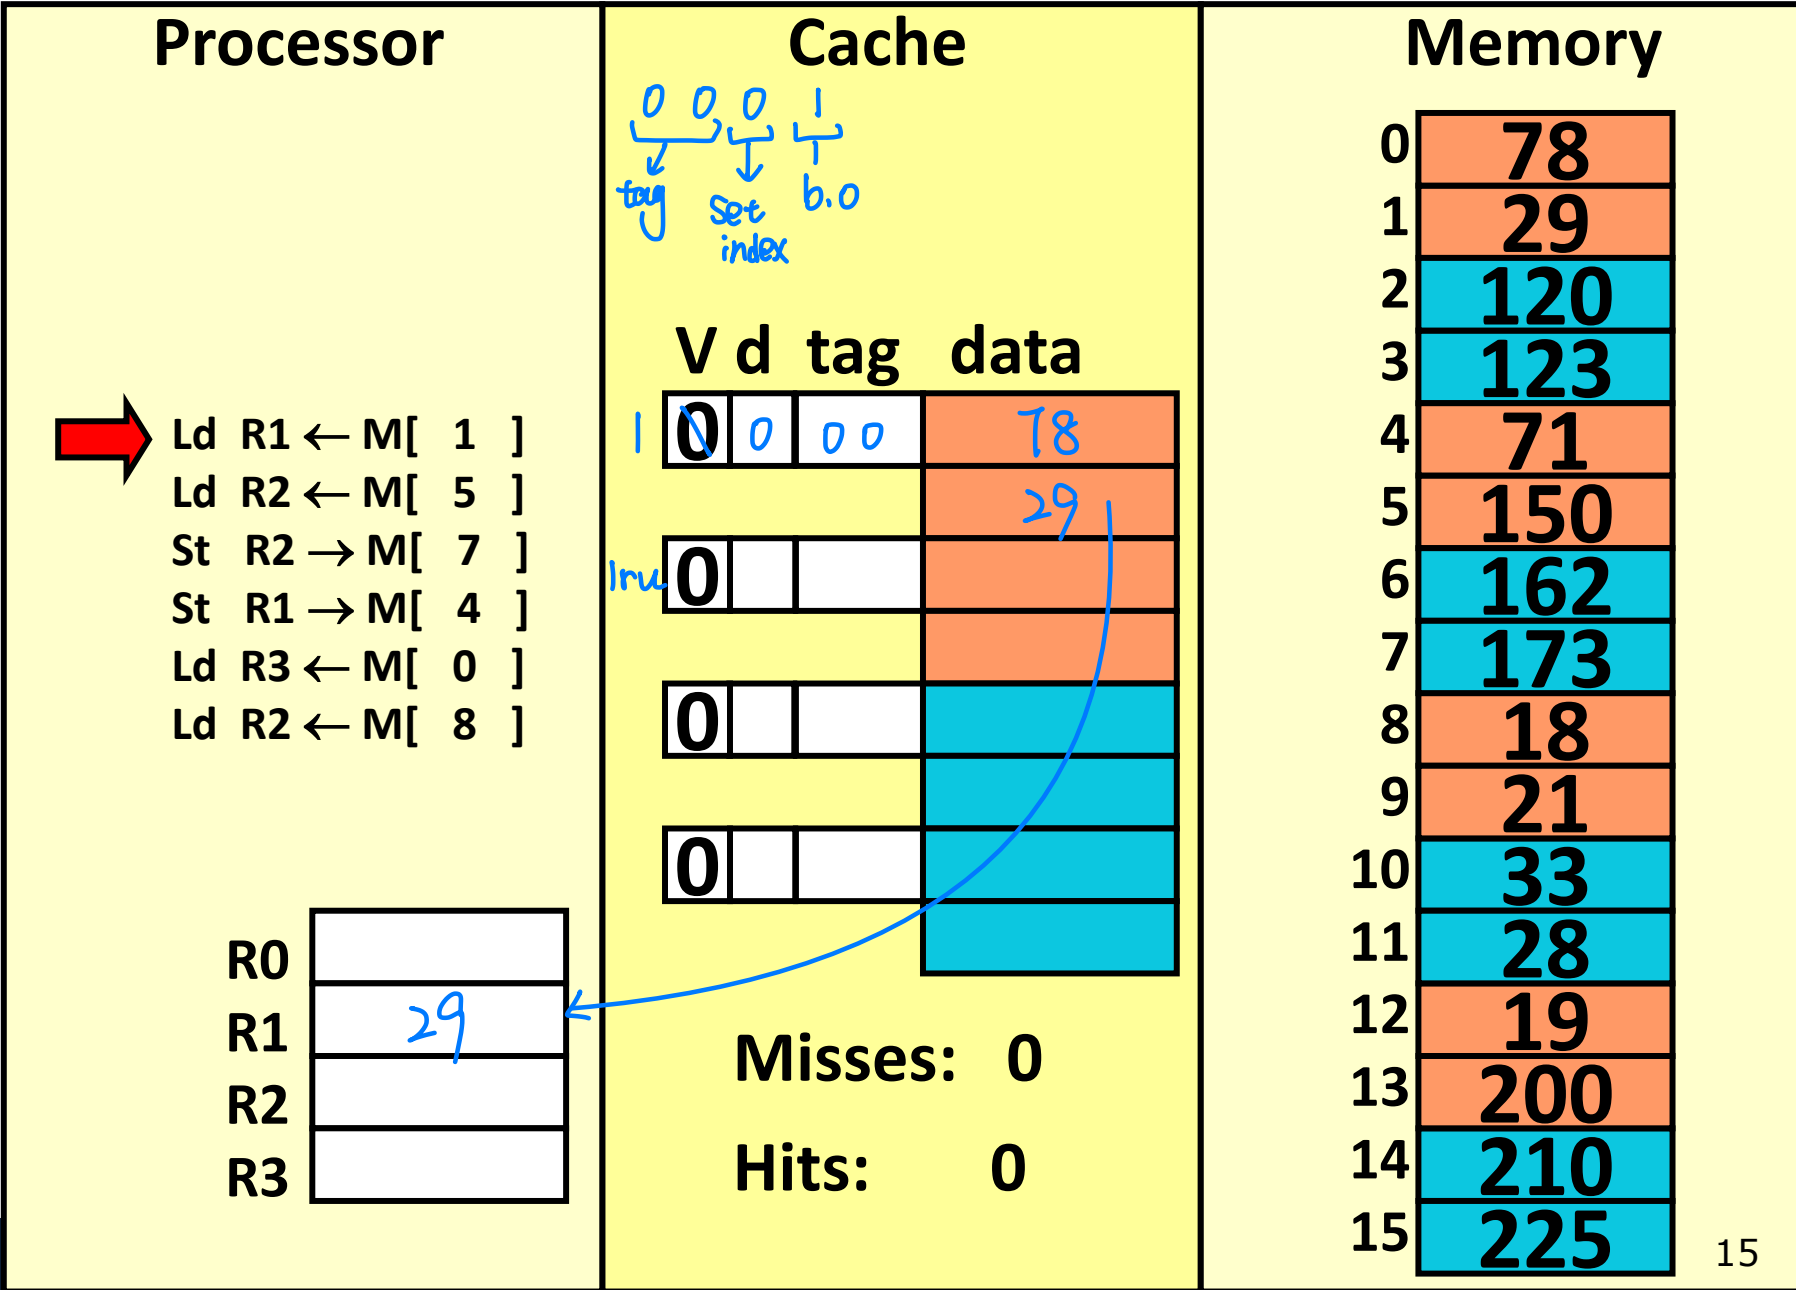 Processor
Ld R1 ← M[ 1 ]
Ld R2 ← M[ 5 ]
St R2 → M[ 7 ]
St R1 → M[ 4 ]
Ld R3 ← M[ 0 ]
Ld R2 ← M[ 8 ]
R0
R1 29
R2
R3
Cache
0 0 0 1
tag set index b.o
V d tag data
1 0 0 00 78
29
lru 0
0
0
Misses: 0
Hits: 0
Memory
0 78
1 29
2 120
3 123
4 71
5 150
6 162
7 173
8 18
9 21
10 33
11 28
12 19
13 200
14 210
15 225
15